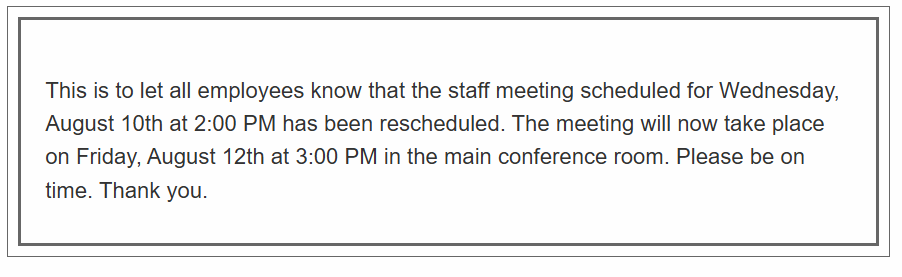 This is to let all employees know that the staff meeting scheduled for Wednesday,
August 10th at 2:00 PM has been rescheduled. The meeting will now take place
on Friday, August 12th at 3:00 PM in the main conference room. Please be on
time. Thank you.